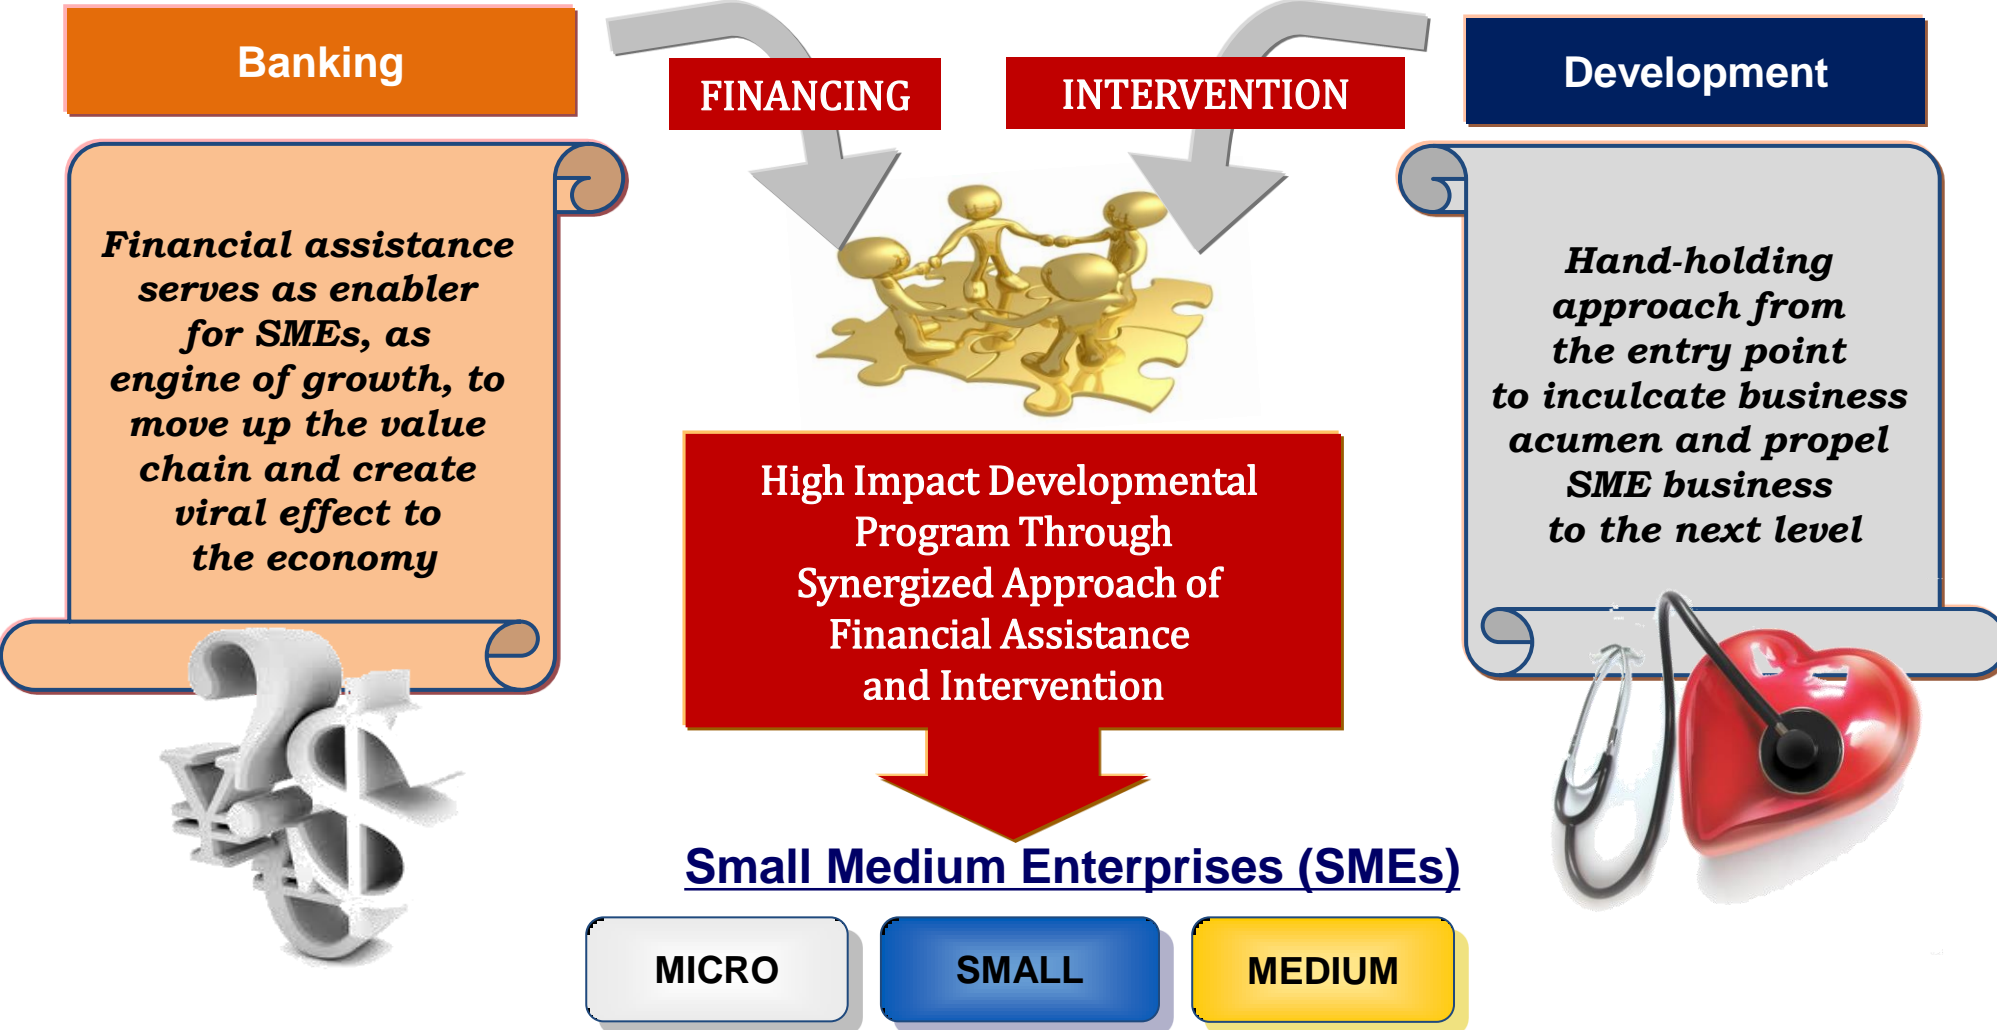 Banking
FINANCING
INTERVENTION
Development
Financial assistance
serves as enabler
for SMEs, as
engine of growth, to
move up the value
chain and create
viral effect to
the economy
Hand-holding
approach from
the entry point
to inculcate business
acumen and propel
SME business
to the next level
High Impact Developmental
Program Through
Synergized Approach of
Financial Assistance
and Intervention
Small Medium Enterprises (SMEs)
MICRO
SMALL
MEDIUM